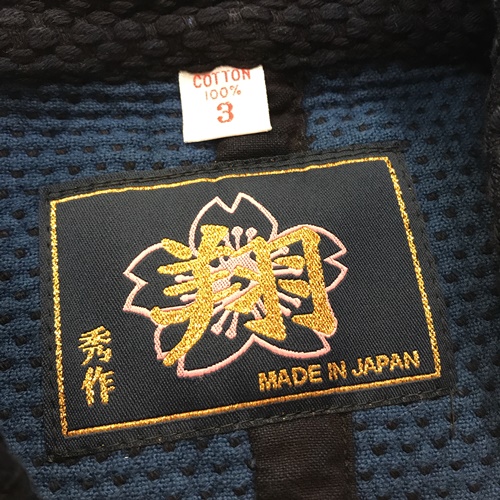 COTTON
100%
3
翔
秀作
MADE IN JAPAN